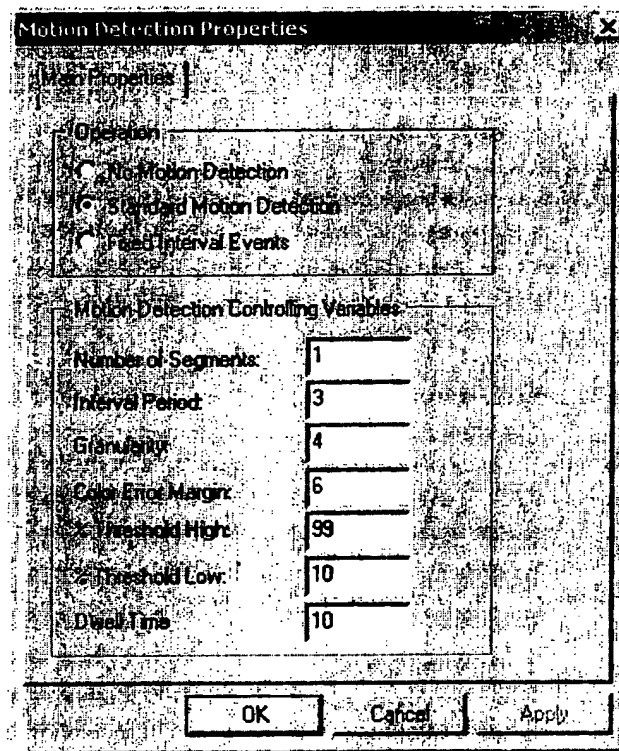 Motion Detection Properties
Main Properties
Operation
No Motion Detection
Standard Motion Detection
Fixed Interval Events
Motion Detection Controlling Variables
Number of Segments: 1
Interval Period: 3
Granularity: 4
Color Error Margin: 6
% Threshold High: 99
% Threshold Low: 10
Dwell Time 10
OK Cancel Apply